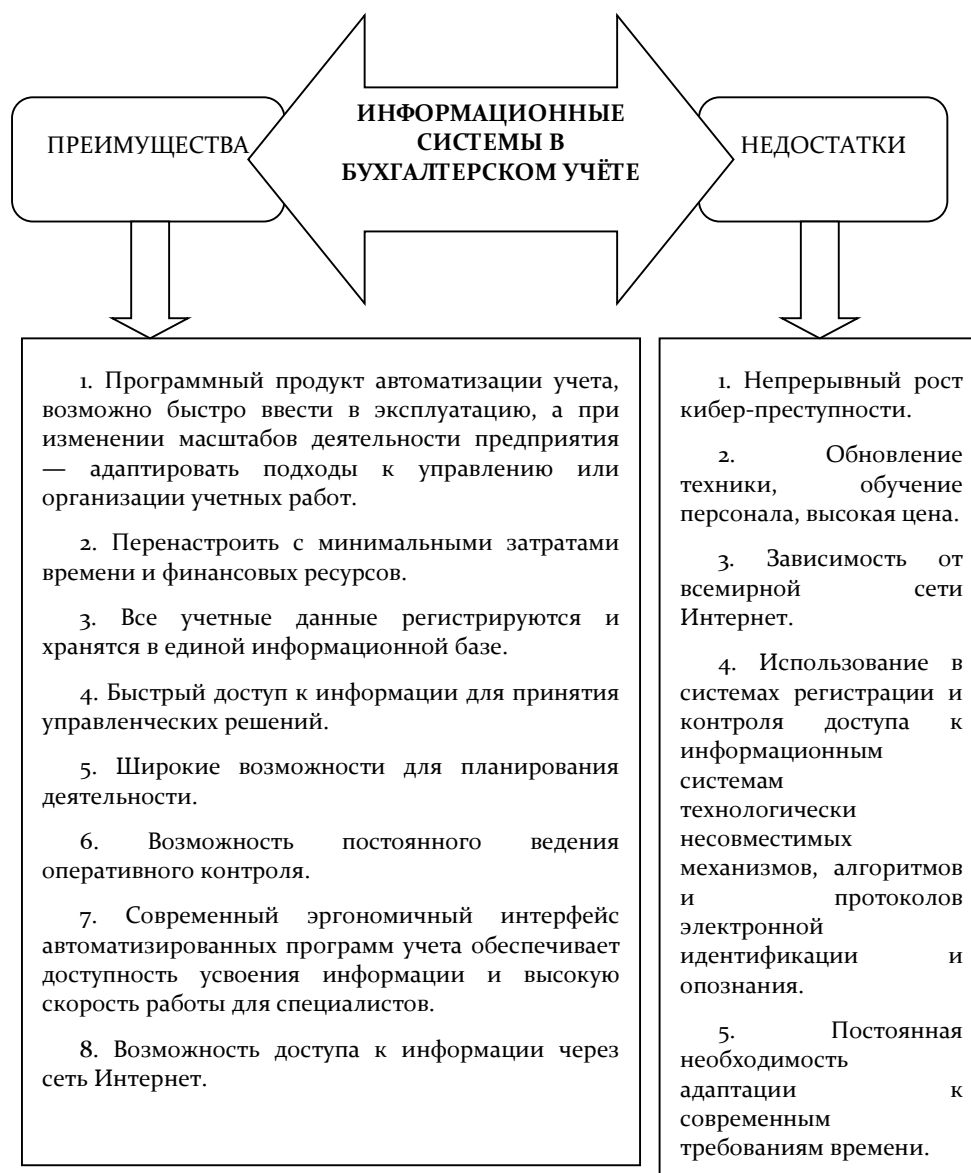 ПРЕИМУЩЕСТВА
ИНФОРМАЦИОННЫЕ
СИСТЕМЫ В
БУХГАЛТЕРСКОМ УЧЁТЕ
НЕДОСТАТКИ
1. Программный продукт автоматизации учета,
возможно быстро ввести в эксплуатацию, а при
изменении масштабов деятельности предприятия
— адаптировать подходы к управлению или
организации учетных работ.
2. Перенастроить с минимальными затратами
времени и финансовых ресурсов.
3. Все учетные данные регистрируются и
хранятся в единой информационной базе.
4. Быстрый доступ к информации для принятия
управленческих решений.
5. Широкие возможности для планирования
деятельности.
6. Возможность постоянного ведения
оперативного контроля.
7. Современный эргономичный интерфейс
автоматизированных программ учета обеспечивает
доступность усвоения информации и высокую
скорость работы для специалистов.
8. Возможность доступа к информации через
сеть Интернет.
1. Непрерывный рост
кибер-преступности.
2. Обновление
техники, обучение
персонала, высокая цена.
3. Зависимость от
всемирной сети
Интернет.
4. Использование в
системах регистрации и
контроля доступа к
информационным
системам
технологически
несовместимых
механизмов, алгоритмов
и протоколов
электронной
идентификации и
опознания.
5. Постоянная
необходимость
адаптации к
современным
требованиям времени.